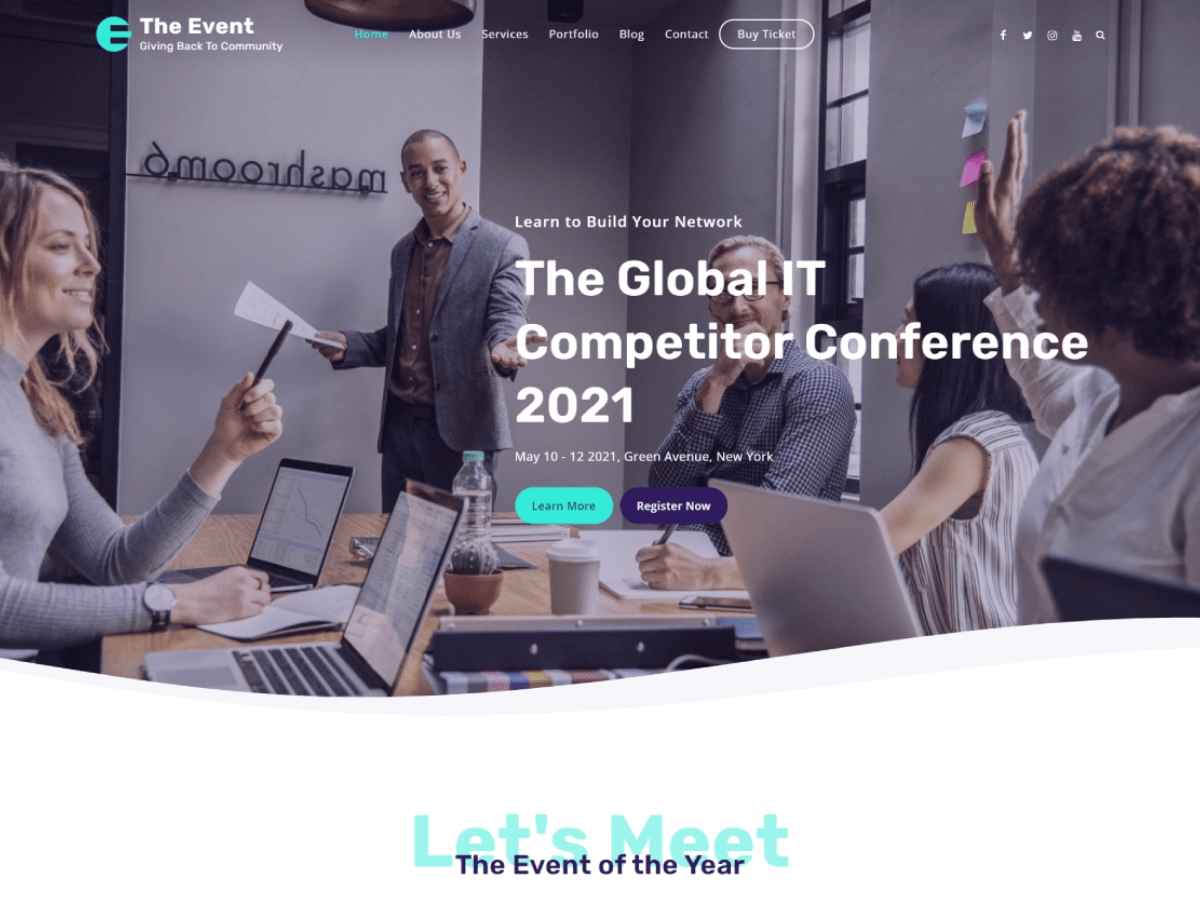 The Event
Giving Back To Community
Home About Us Services Portfolio Blog Contact Buy Ticket
mashroom6
Learn to Build Your Network
The Global IT
Competitor Conference
2021
May 10 - 12 2021, Green Avenue, New York
Learn More Register Now
Let's Meet
The Event of the Year